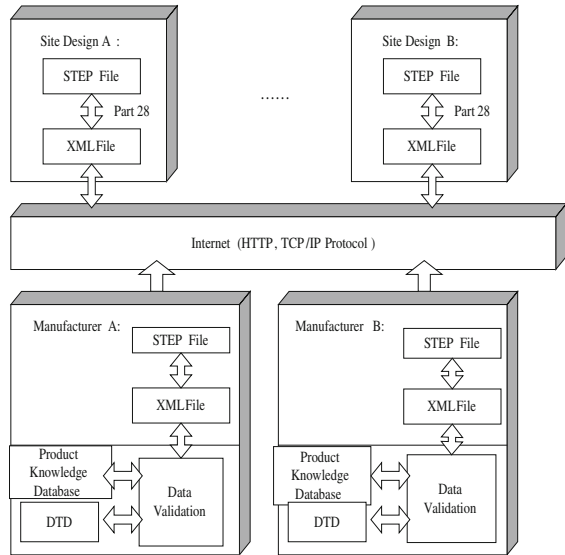 Site Design A :
STEP File
Part 28
XMLFile
......
Site Design B:
STEP File
Part 28
XMLFile
Internet (HTTP, TCP/IP Protocol )
Manufacturer A:
STEP File
XMLFile
Product
Knowledge
Database
DTD
Data
Validation
Manufacturer B:
STEP File
XMLFile
Product
Knowledge
Database
DTD
Data
Validation